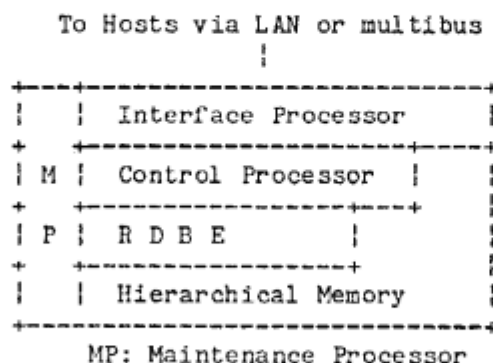 To Hosts via LAN or multibus
Interface Processor
M Control Processor
P R D B E
Hierarchical Memory
MP: Maintenance Processor